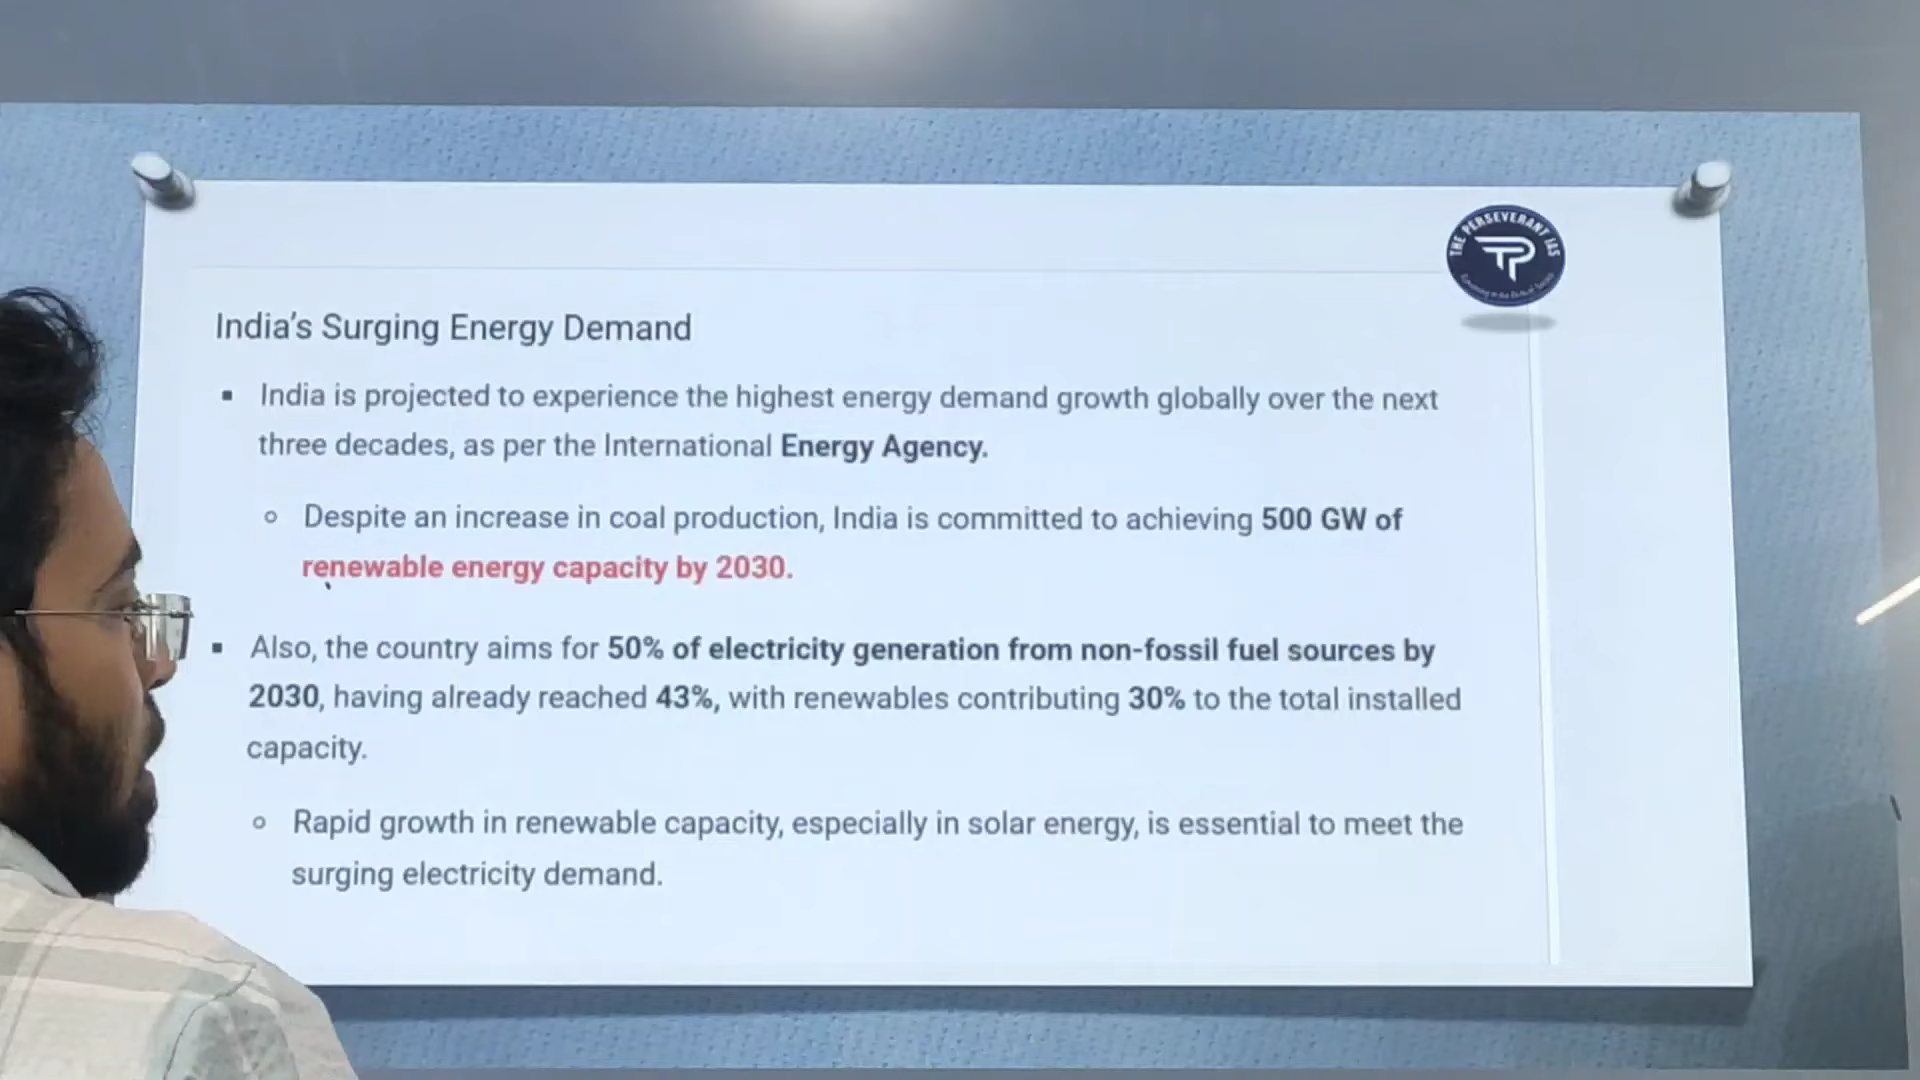 THE PERSEVERANT IAS
TP
India's Surging Energy Demand
▪ India is projected to experience the highest energy demand growth globally over the next
three decades, as per the International Energy Agency.
○ Despite an increase in coal production, India is committed to achieving 500 GW of
renewable energy capacity by 2030.
▪ Also, the country aims for 50% of electricity generation from non-fossil fuel sources by
2030, having already reached 43%, with renewables contributing 30% to the total installed
capacity.
○ Rapid growth in renewable capacity, especially in solar energy, is essential to meet the
surging electricity demand.